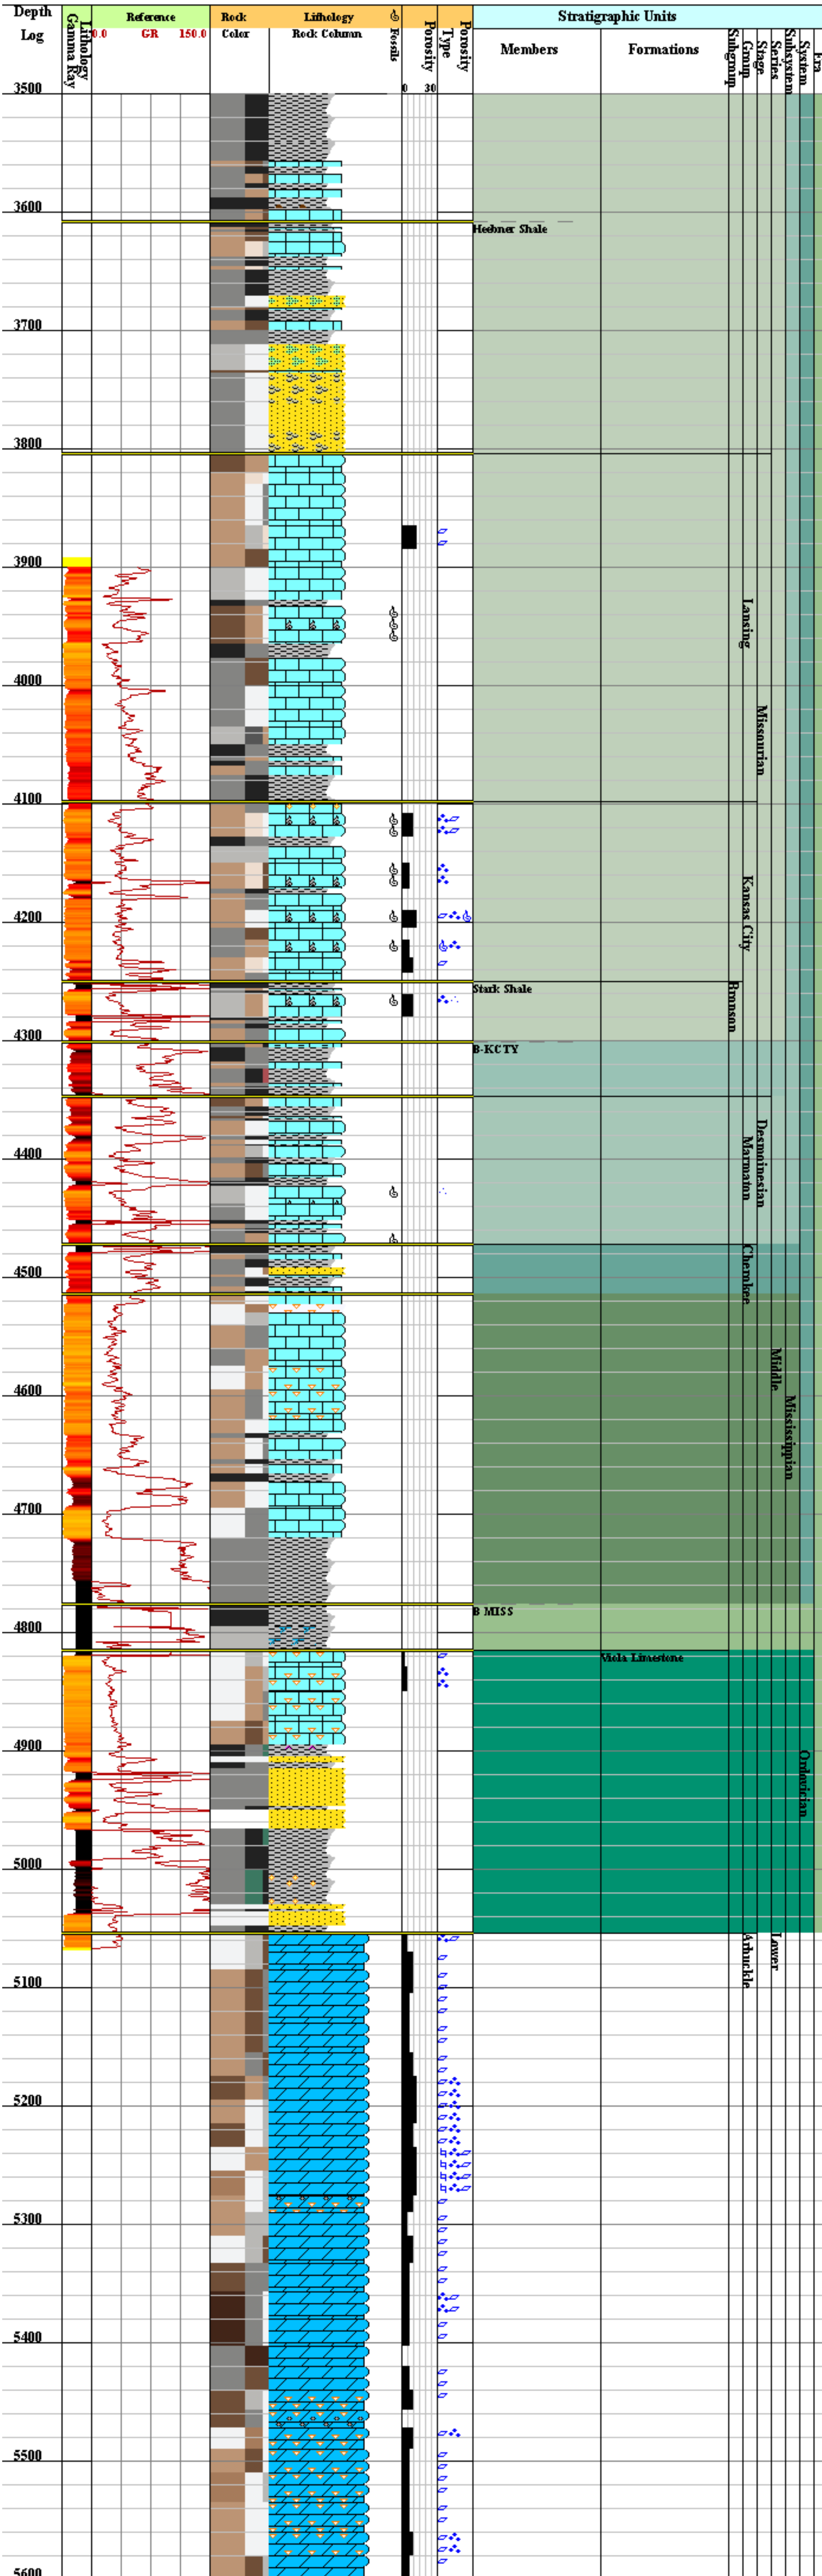 Depth
Log
Lithology
Gamma Ray
Reference
0.0 GR 150.0
Rock
Color
Lithology
Rock Column
Fossils
Porosity
0 30
Porosity
Type
Stratigraphic Units
Members
Formations
Subgroup
Group
Stage
Series
Subsystem
System
Era
3500
3600
Heebner Shale
3700
3800
3900
Lansing
4000
Missourian
4100
Kansas City
4200
Stark Shale
Bronson
4300
B-KCTY
Desmoinesian
Marmaton
4400
Cherokee
4500
Middle
4600
Mississippian
4700
B MISS
4800
Viola Limestone
4900
Ordovician
5000
Arbuckle
Lower
5100
5200
5300
5400
5500
5600